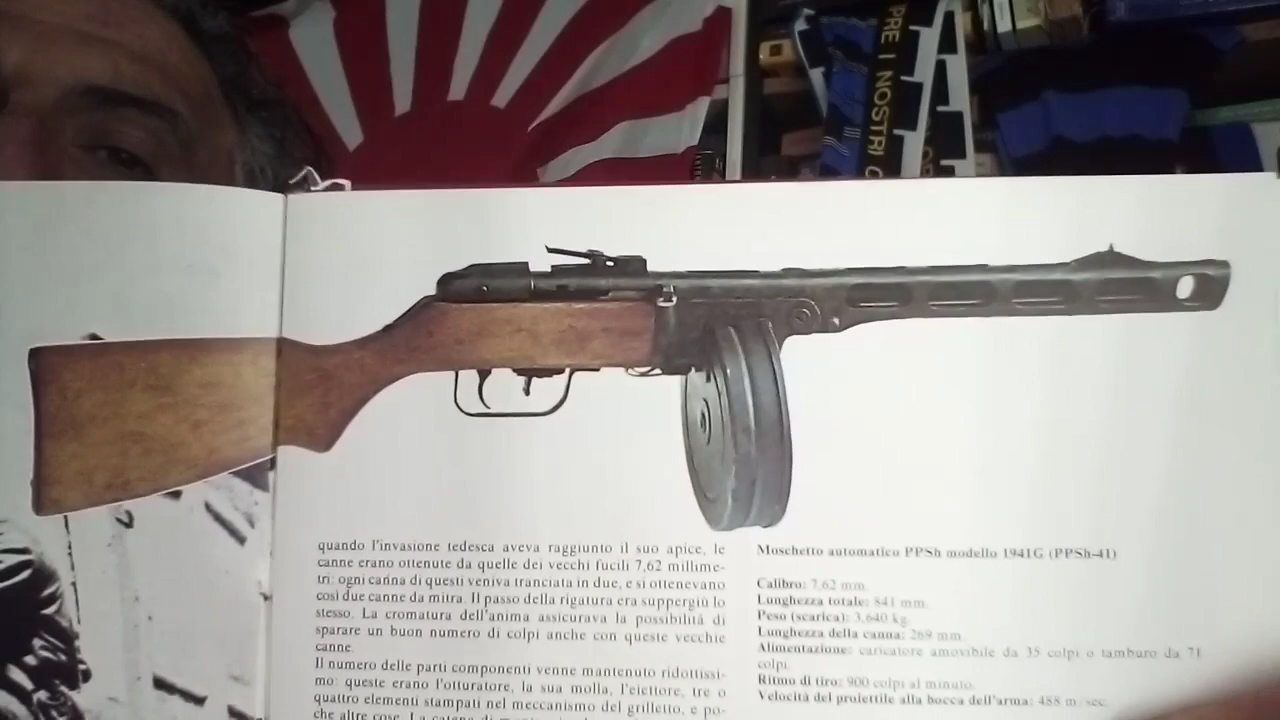 PRE I NOSTRI
quando l'invasione tedesca aveva raggiunto il suo apice, le
canne erano ottenute da quelle dei vecchi fucili 7,62 millime-
tri: ogni canna di questi veniva tranciata in due, e si ottenevano
così due canne da mitra. Il passo della rigatura era suppergiù lo
stesso. La cromatura dell'anima assicurava la possibilità di
sparare un buon numero di colpi anche con queste vecchie
canne.
Il numero delle parti componenti venne mantenuto ridottissi-
mo: queste erano l'otturatore, la sua molla, l'eiettore, tre o
quattro elementi stampati nel meccanismo del grilletto, e po-
che altre cose. La catena di
Moschetto automatico PPSh modello 1941G (PPSh-41)
Calibro: 7,62 mm.
Lunghezza totale: 841 mm.
Peso (scarica): 3,640 kg.
Lunghezza della canna: 269 mm.
Alimentazione: caricatore amovibile da 35 colpi o tamburo da 71
colpi.
Ritmo di tiro: 900 colpi al minuto.
Velocità del proiettile alla bocca dell'arma: 488 m/sec.